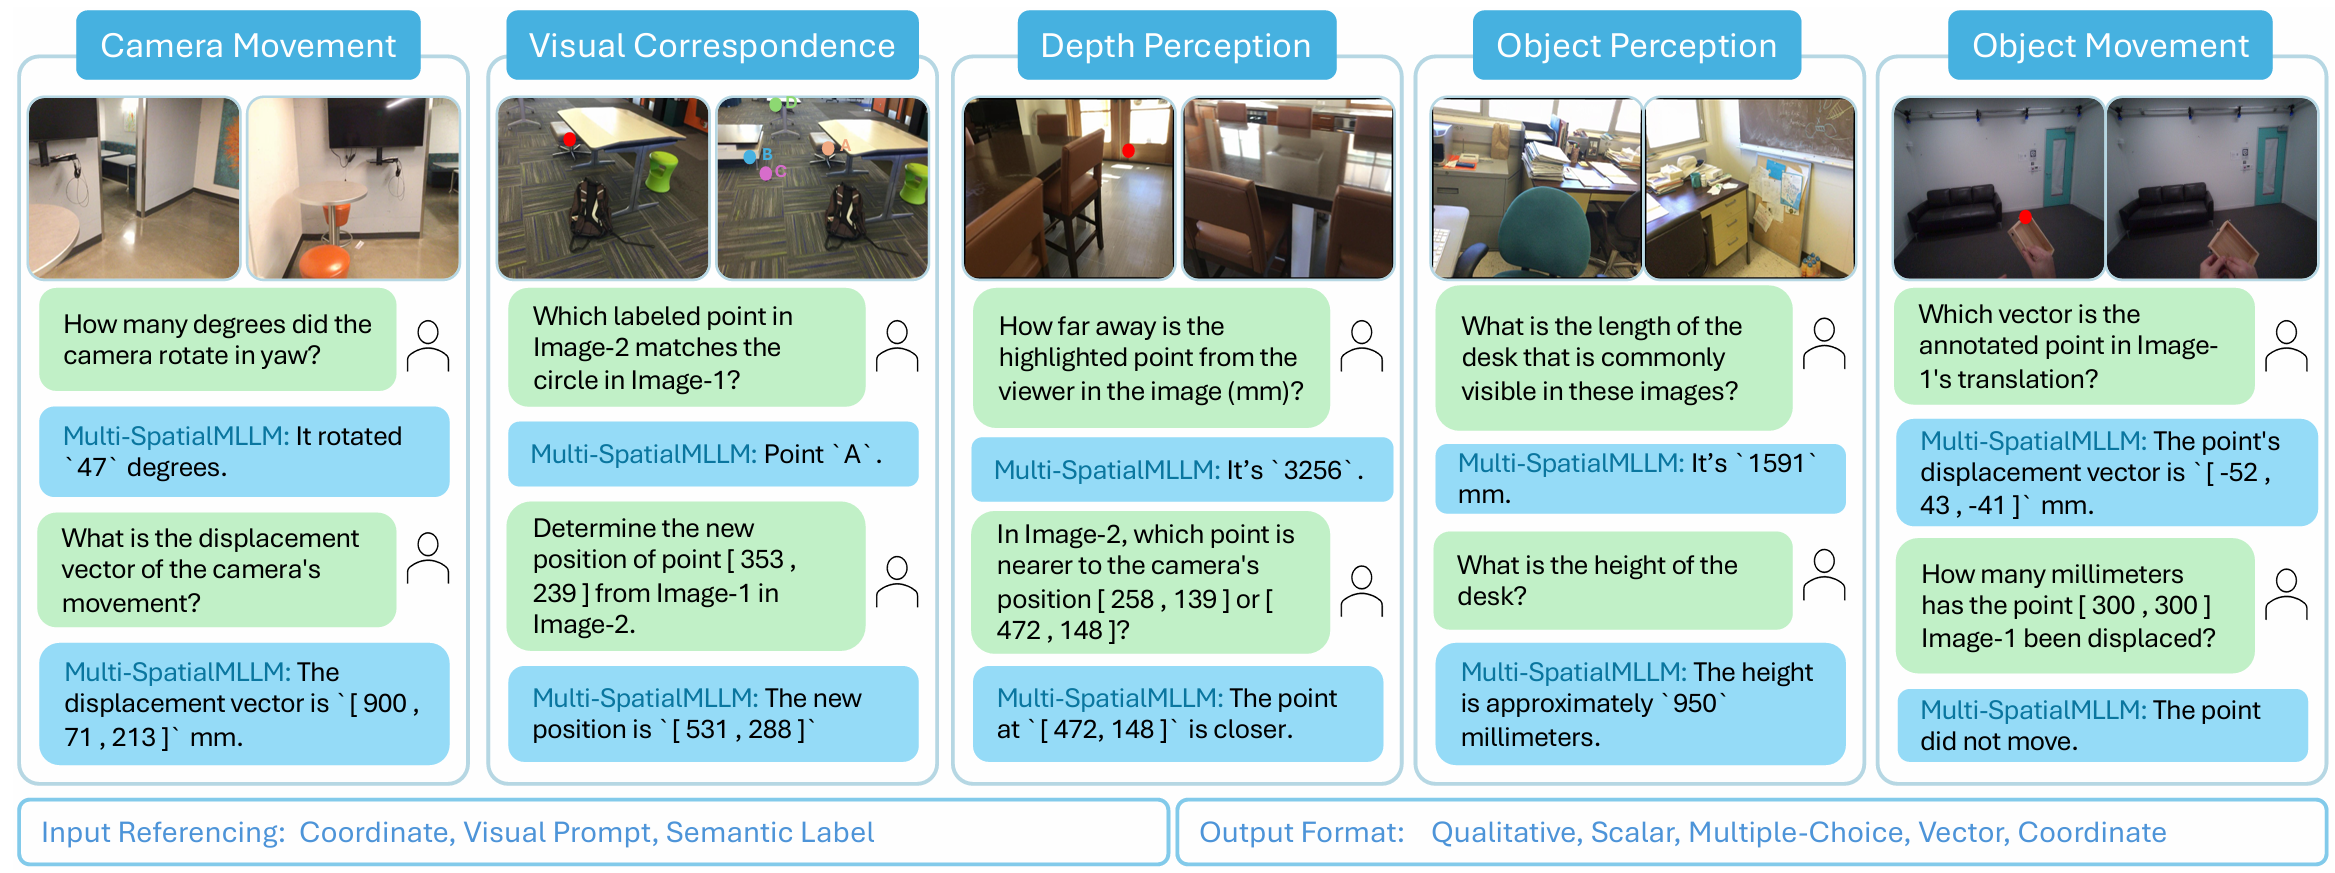 Camera Movement
How many degrees did the
camera rotate in yaw?
Multi-SpatialMLLM: It rotated
`47` degrees.
What is the displacement
vector of the camera's
movement?
Multi-SpatialMLLM: The
displacement vector is `[ 900 ,
71 , 213 ]` mm.
Visual Correspondence
D
A
B
C
Which labeled point in
Image-2 matches the
circle in Image-1?
Multi-SpatialMLLM: Point `A`.
Determine the new
position of point [ 353 ,
239 ] from Image-1 in
Image-2.
Multi-SpatialMLLM: The new
position is `[ 531 , 288 ]`
Depth Perception
How far away is the
highlighted point from the
viewer in the image (mm)?
Multi-SpatialMLLM: It’s `3256`.
In Image-2, which point is
nearer to the camera's
position [ 258 , 139 ] or [
472 , 148 ]?
Multi-SpatialMLLM: The point
at `[ 472, 148 ]` is closer.
Object Perception
What is the length of the
desk that is commonly
visible in these images?
Multi-SpatialMLLM: It’s `1591`
mm.
What is the height of the
desk?
Multi-SpatialMLLM: The height
is approximately `950`
millimeters.
Object Movement
Which vector is the
annotated point in Image-
1's translation?
Multi-SpatialMLLM: The point's
displacement vector is `[ -52 ,
43 , -41 ]` mm.
How many millimeters
has the point [ 300 , 300 ]
Image-1 been displaced?
Multi-SpatialMLLM: The point
did not move.
Input Referencing: Coordinate, Visual Prompt, Semantic Label
Output Format: Qualitative, Scalar, Multiple-Choice, Vector, Coordinate